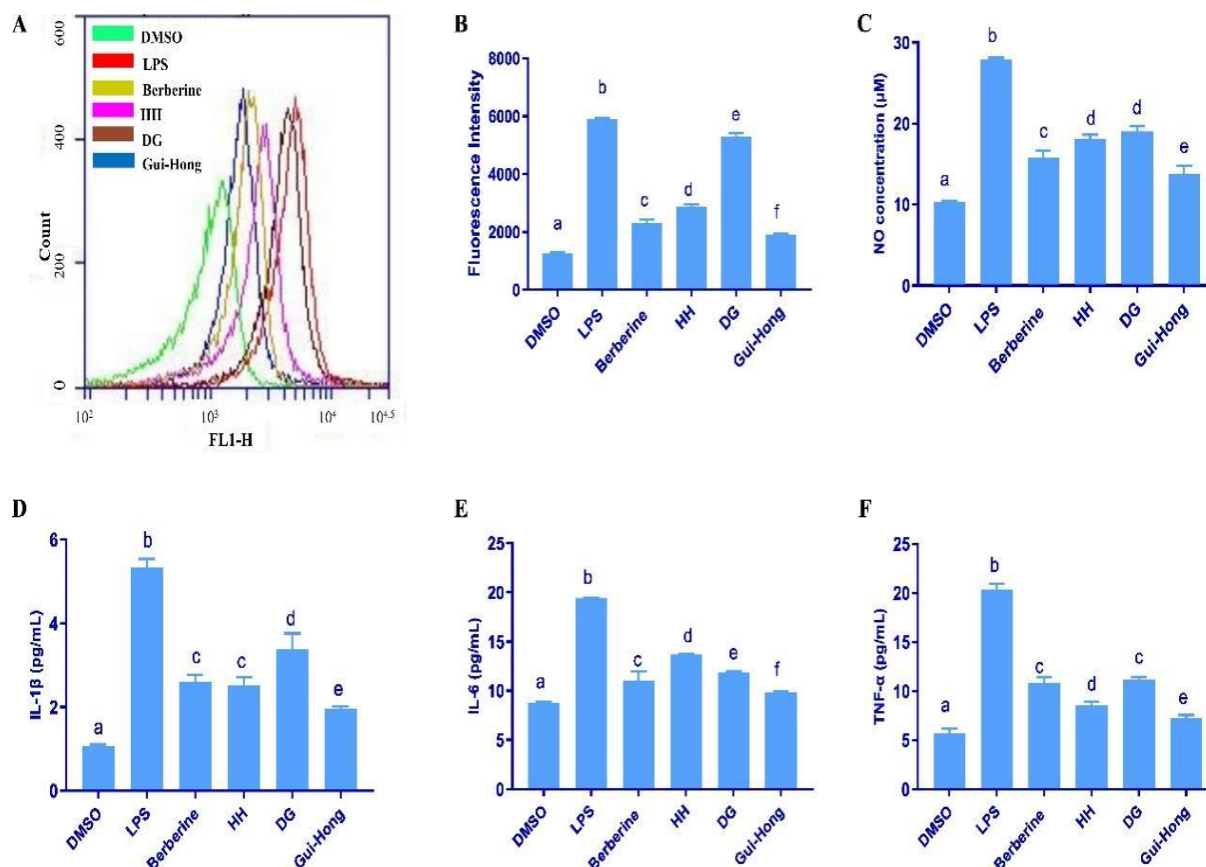 A
600
400
200
0
Count
DMSO
LPS
Berberine
HH
DG
Gui-Hong
10² 10³ 10⁴ 10⁴·⁵
FL1-H
B
Fluorescence Intensity
8000
6000
4000
2000
0
a b c d e f
DMSO LPS Berberine HH DG Gui-Hong
C
NO concentration (μM)
30
20
10
0
a b c d d e
DMSO LPS Berberine HH DG Gui-Hong
D
IL-1β (pg/mL)
6
4
2
0
a b c c d e
DMSO LPS Berberine HH DG Gui-Hong
E
IL-6 (pg/mL)
25
20
15
10
5
0
a b c d e f
DMSO LPS Berberine HH DG Gui-Hong
F
TNF-α (pg/mL)
25
20
15
10
5
0
a b c d c e
DMSO LPS Berberine HH DG Gui-Hong